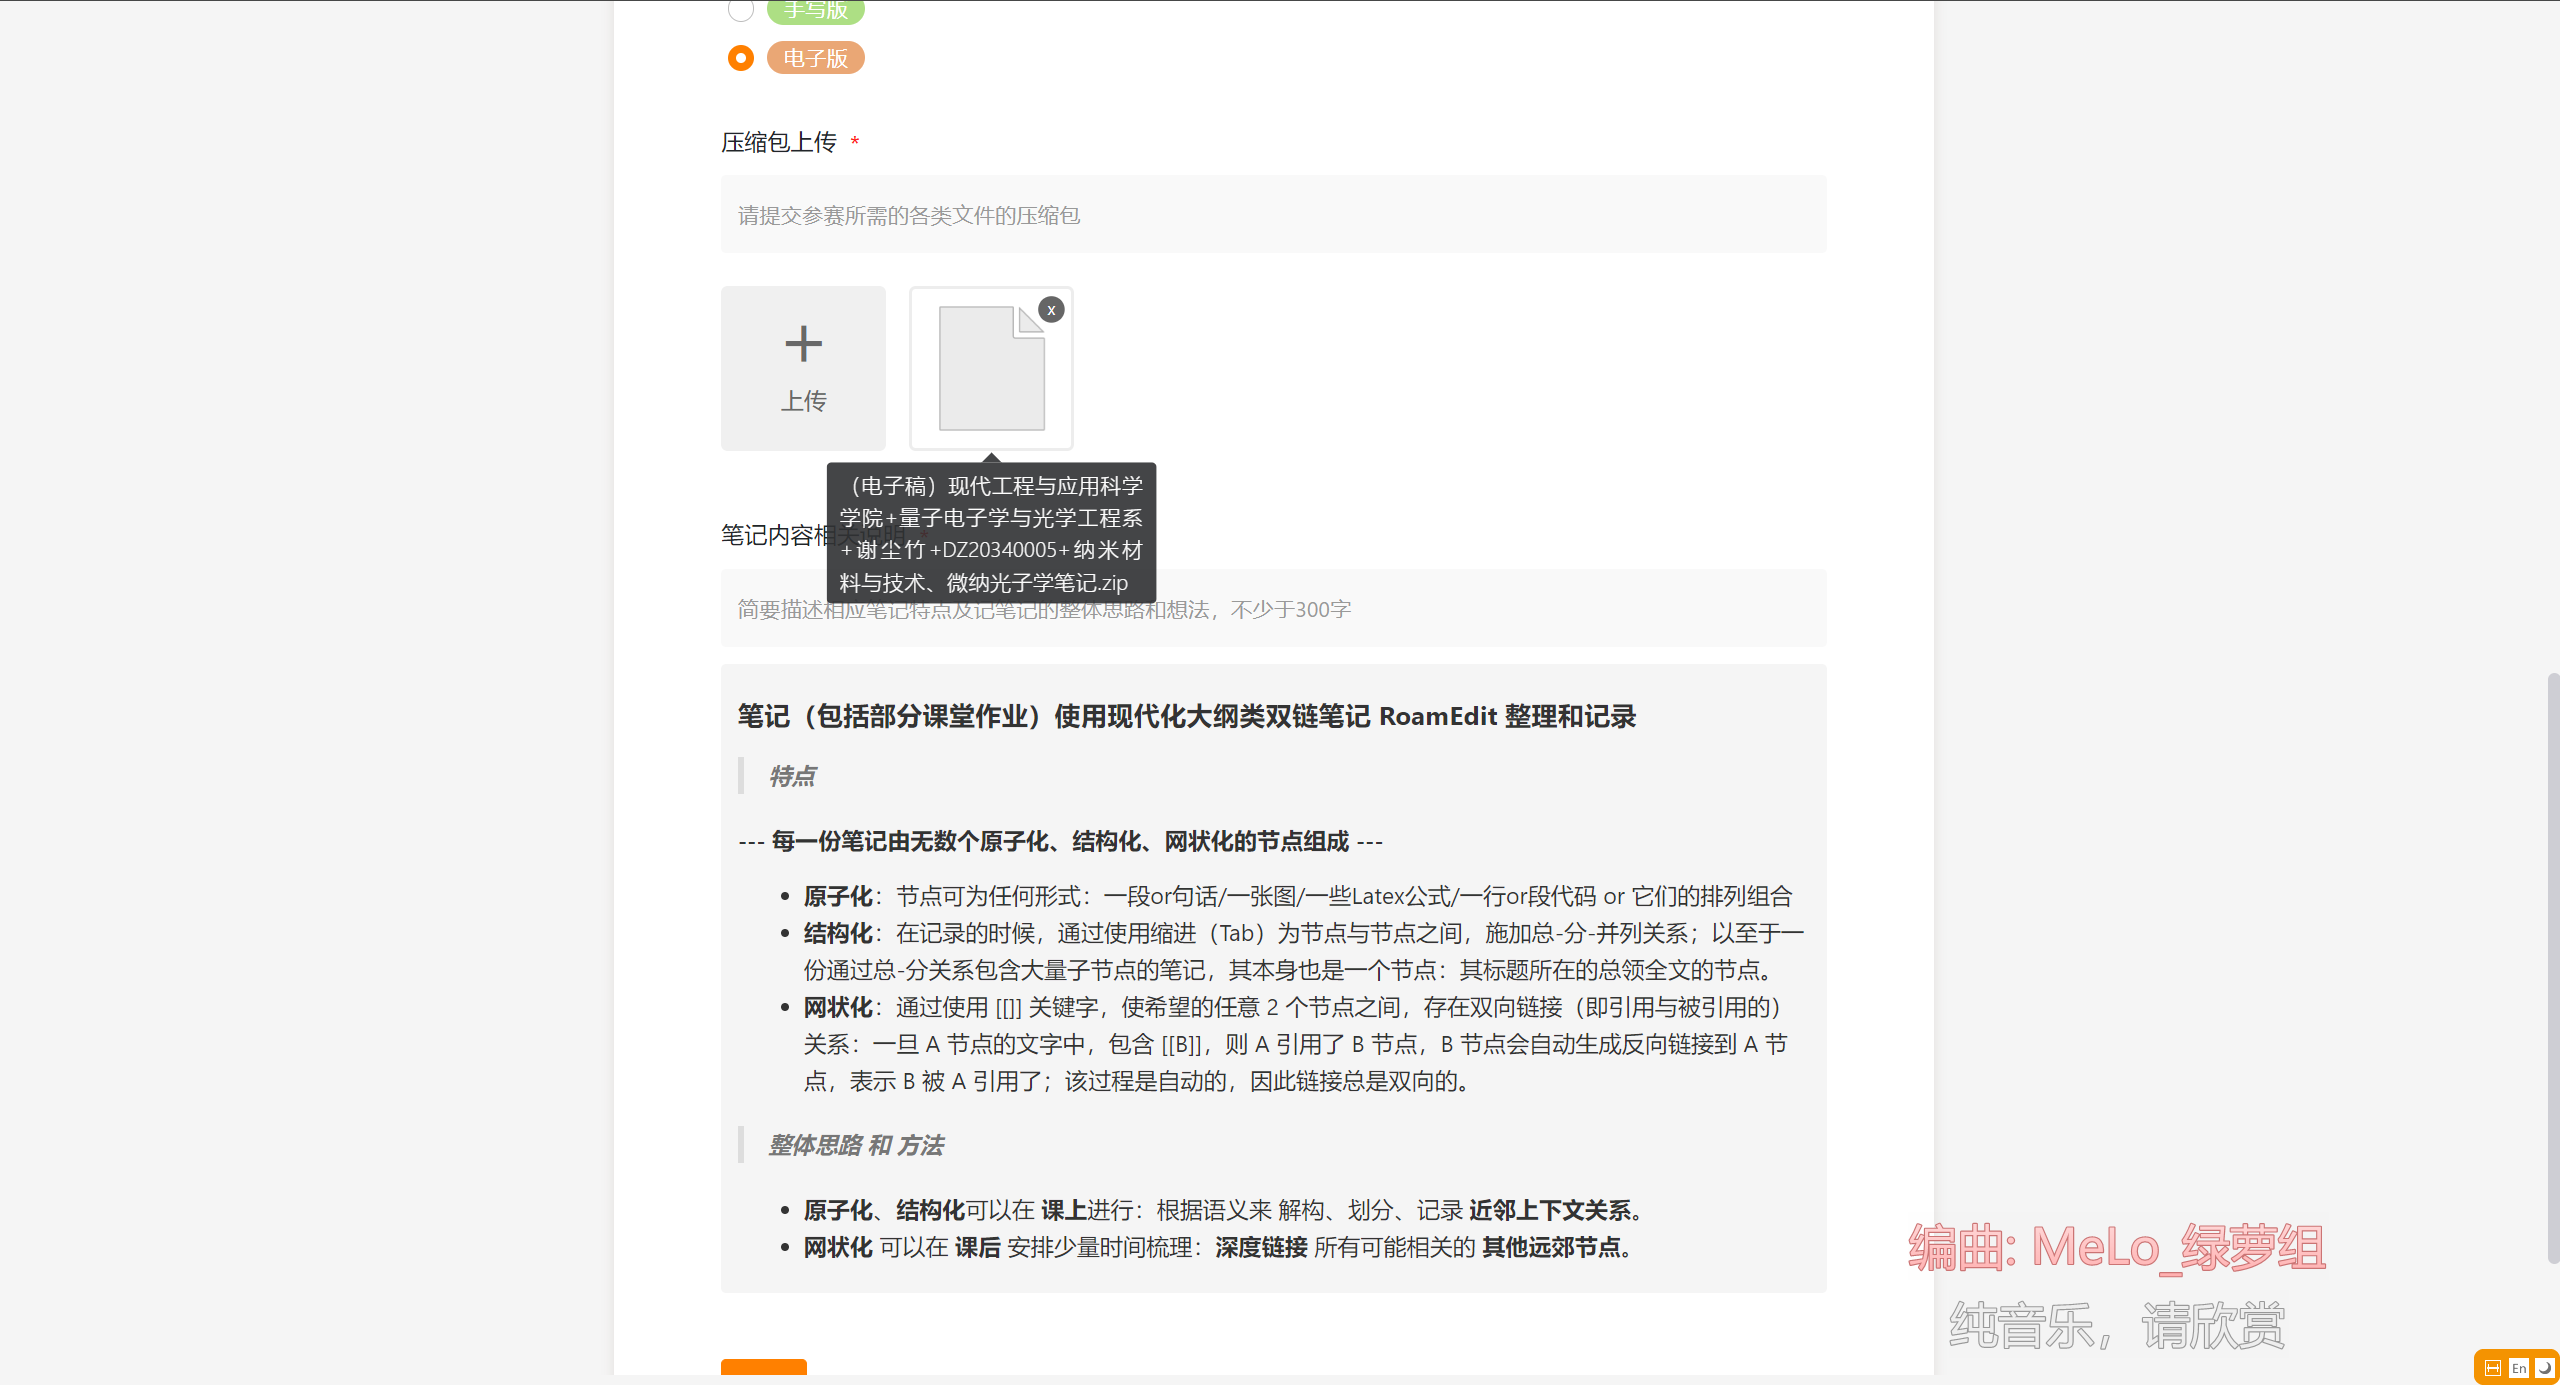 手写版
电子版
压缩包上传 *
请提交参赛所需的各类文件的压缩包
x
上传
（电子稿）现代工程与应用科学
学院+量子电子学与光学工程系
+谢尘竹+DZ20340005+纳米材
料与技术、微纳光子学笔记.zip
笔记内容相关说明 *
简要描述相应笔记特点及记笔记的整体思路和想法，不少于300字
笔记（包括部分课堂作业）使用现代化大纲类双链笔记 RoamEdit 整理和记录
特点
--- 每一份笔记由无数个原子化、结构化、网状化的节点组成 ---
• 原子化：节点可为任何形式：一段or句话/一张图/一些Latex公式/一行or段代码 or 它们的排列组合
• 结构化：在记录的时候，通过使用缩进（Tab）为节点与节点之间，施加总-分-并列关系；以至于一
份通过总-分关系包含大量子节点的笔记，其本身也是一个节点：其标题所在的总领全文的节点。
• 网状化：通过使用 [[]] 关键字，使希望的任意 2 个节点之间，存在双向链接（即引用与被引用的）
关系：一旦 A 节点的文字中，包含 [[B]]，则 A 引用了 B 节点，B 节点会自动生成反向链接到 A 节
点，表示 B 被 A 引用了；该过程是自动的，因此链接总是双向的。
整体思路 和 方法
• 原子化、结构化可以在 课上进行：根据语义来 解构、划分、记录 近邻上下文关系。
• 网状化 可以在 课后 安排少量时间梳理：深度链接 所有可能相关的 其他远郊节点。
编曲: MeLo_绿萝组
纯音乐，请欣赏
En